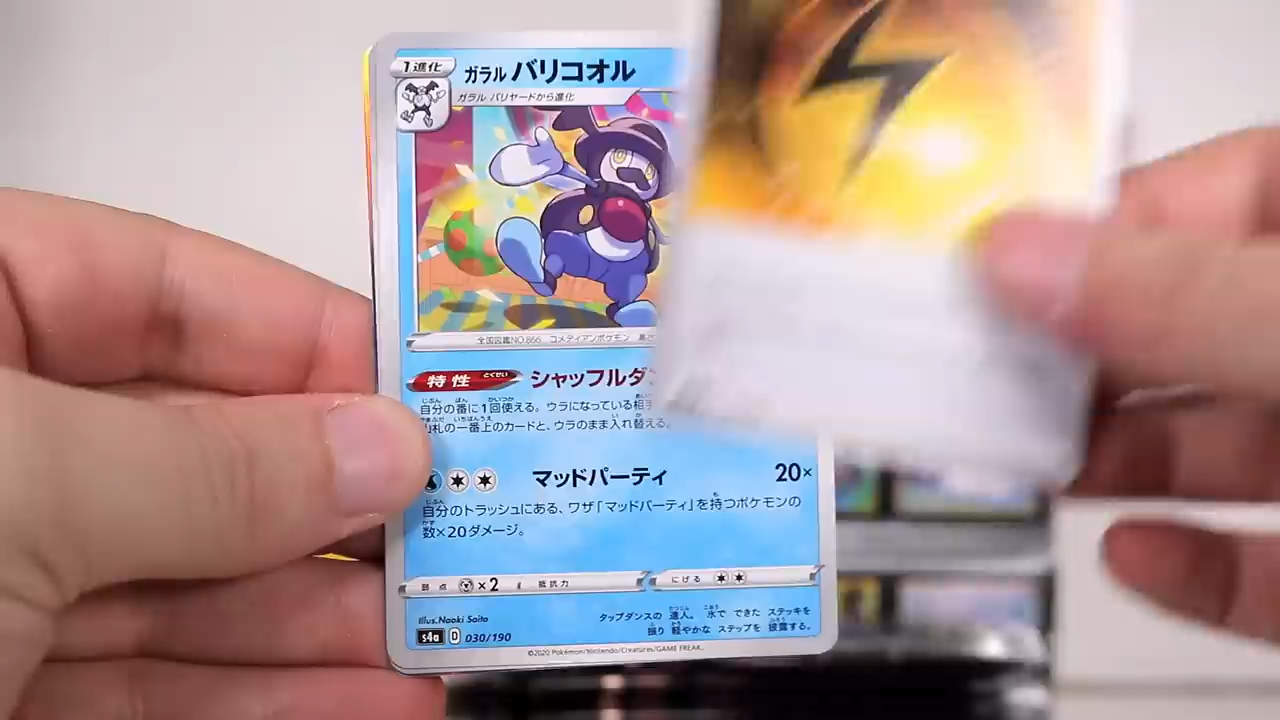 1進化 ガラル バリコオル
ガラル バリヤードから進化
全国図鑑NO.866 コメディアンポケモン
特性 とくせい シャッフルダ
自分の番に1回使える。ウラになっている相手
山札の一番上のカードと、ウラのまま入れ替える。
マッドパーティ 20×
自分のトラッシュにある、ワザ「マッドパーティ」を持つポケモンの
数×20ダメージ。
弱点 ×2 抵抗力 にげる
Illus.Naoki Saito
タップダンスの 達人。 氷で できた ステッキを
振り 軽やかな ステップを 披露する。
s4a D 030/190
©2020 Pokémon/Nintendo/Creatures/GAME FREAK.